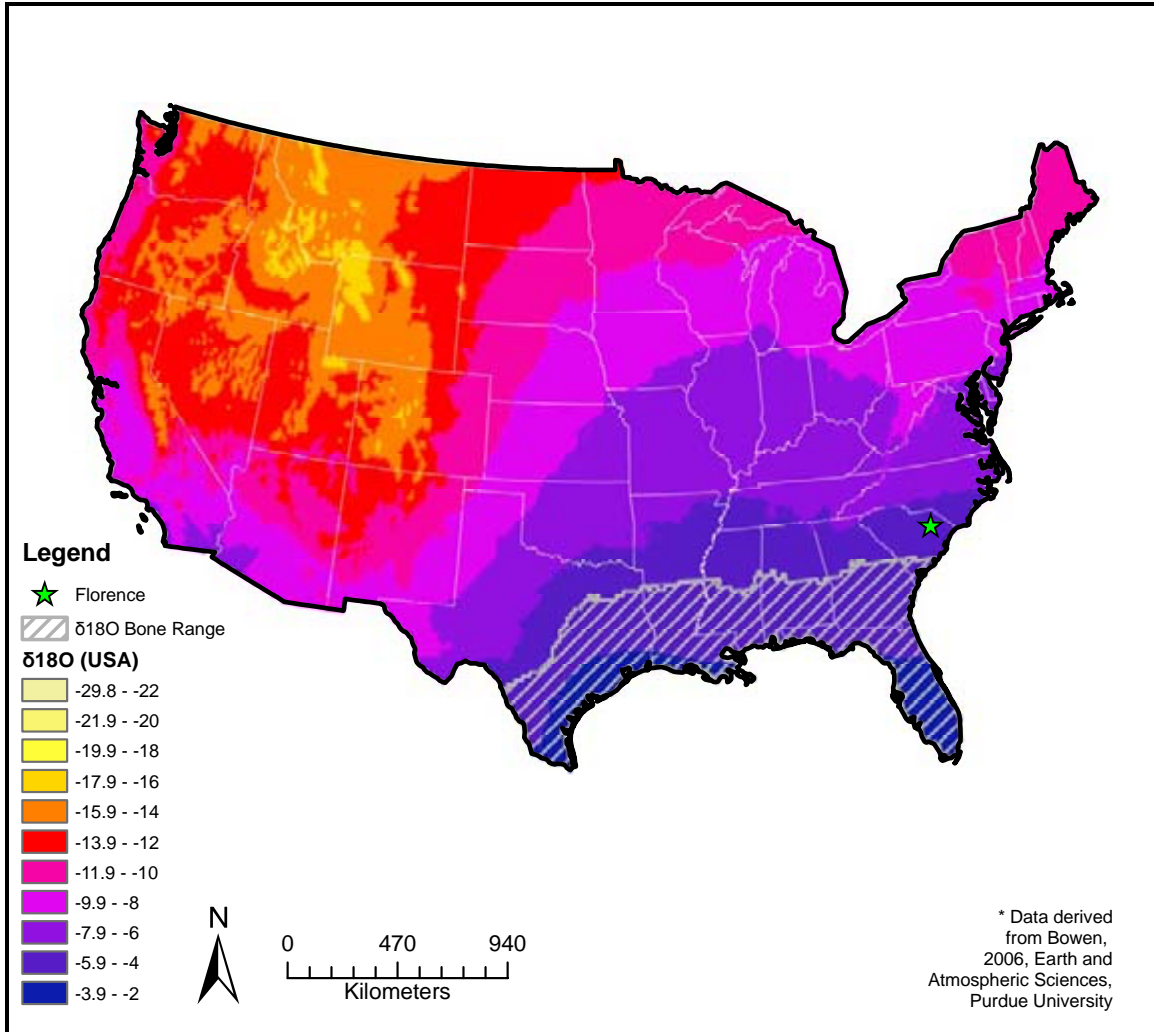 Legend
Florence
δ18O Bone Range
δ18O (USA)
-29.8 - -22
-21.9 - -20
-19.9 - -18
-17.9 - -16
-15.9 - -14
-13.9 - -12
-11.9 - -10
-9.9 - -8
-7.9 - -6
-5.9 - -4
-3.9 - -2
N
0 470 940
Kilometers
* Data derived
from Bowen,
2006, Earth and
Atmospheric Sciences,
Purdue University